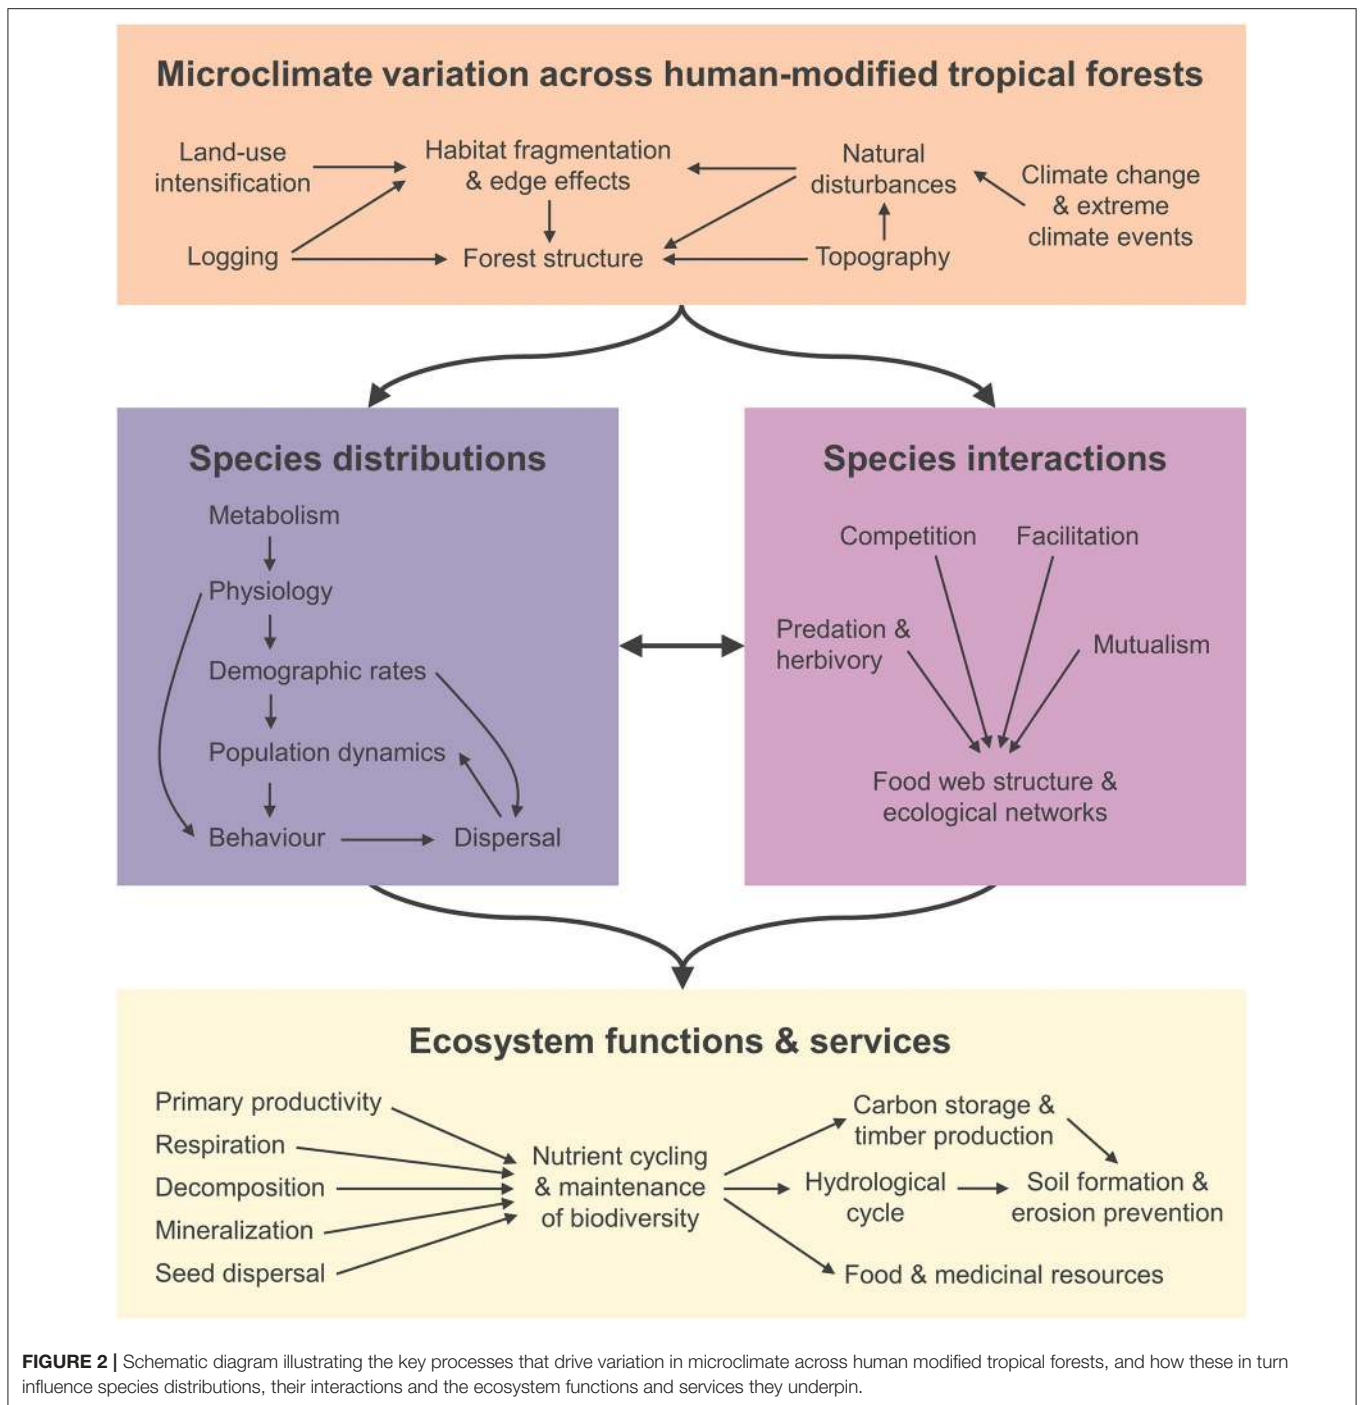 Microclimate variation across human-modified tropical forests
Land-use
intensification
Habitat fragmentation
& edge effects
Natural
disturbances
Climate change
& extreme
climate events
Logging
Forest structure
Topography
Species distributions
Metabolism
Physiology
Demographic rates
Population dynamics
Behaviour
Dispersal
Species interactions
Competition
Facilitation
Predation &
herbivory
Mutualism
Food web structure &
ecological networks
Ecosystem functions & services
Primary productivity
Respiration
Decomposition
Mineralization
Seed dispersal
Nutrient cycling
& maintenance
of biodiversity
Carbon storage &
timber production
Hydrological
cycle
Soil formation &
erosion prevention
Food & medicinal resources
FIGURE 2 | Schematic diagram illustrating the key processes that drive variation in microclimate across human modified tropical forests, and how these in turn
influence species distributions, their interactions and the ecosystem functions and services they underpin.